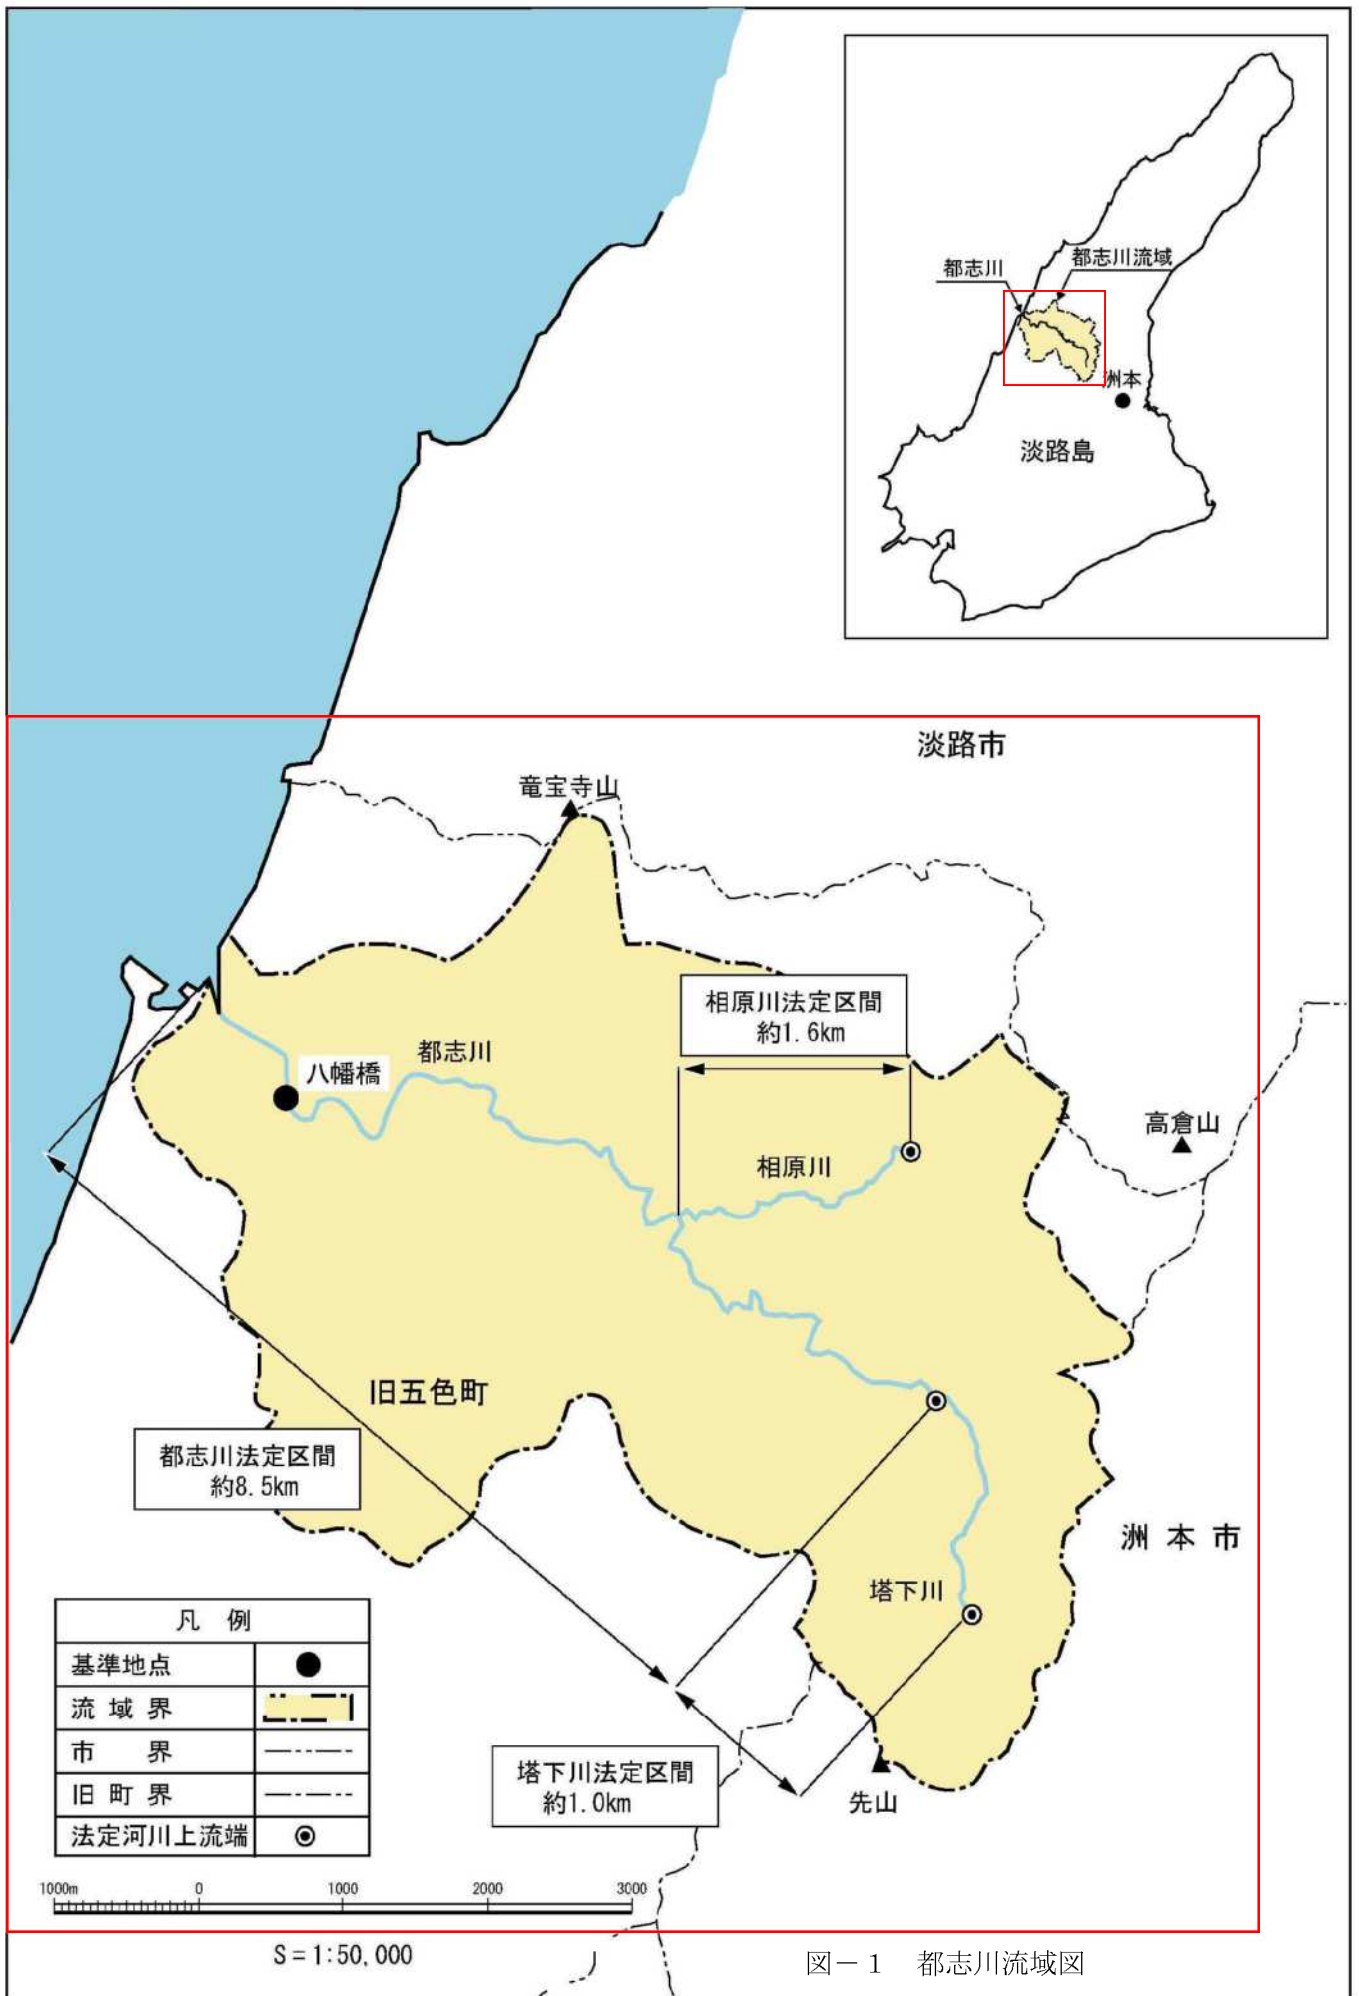 都志川
都志川流域
洲本
淡路島
淡路市
竜宝寺山
相原川法定区間
約1.6km
都志川
八幡橋
高倉山
相原川
旧五色町
都志川法定区間
約8.5km
洲本市
塔下川
凡 例
基準地点
流域界
市 界
旧町界
法定河川上流端
塔下川法定区間
約1.0km
先山
1000m 0 1000 2000 3000
S=1:50,000
図-1 都志川流域図